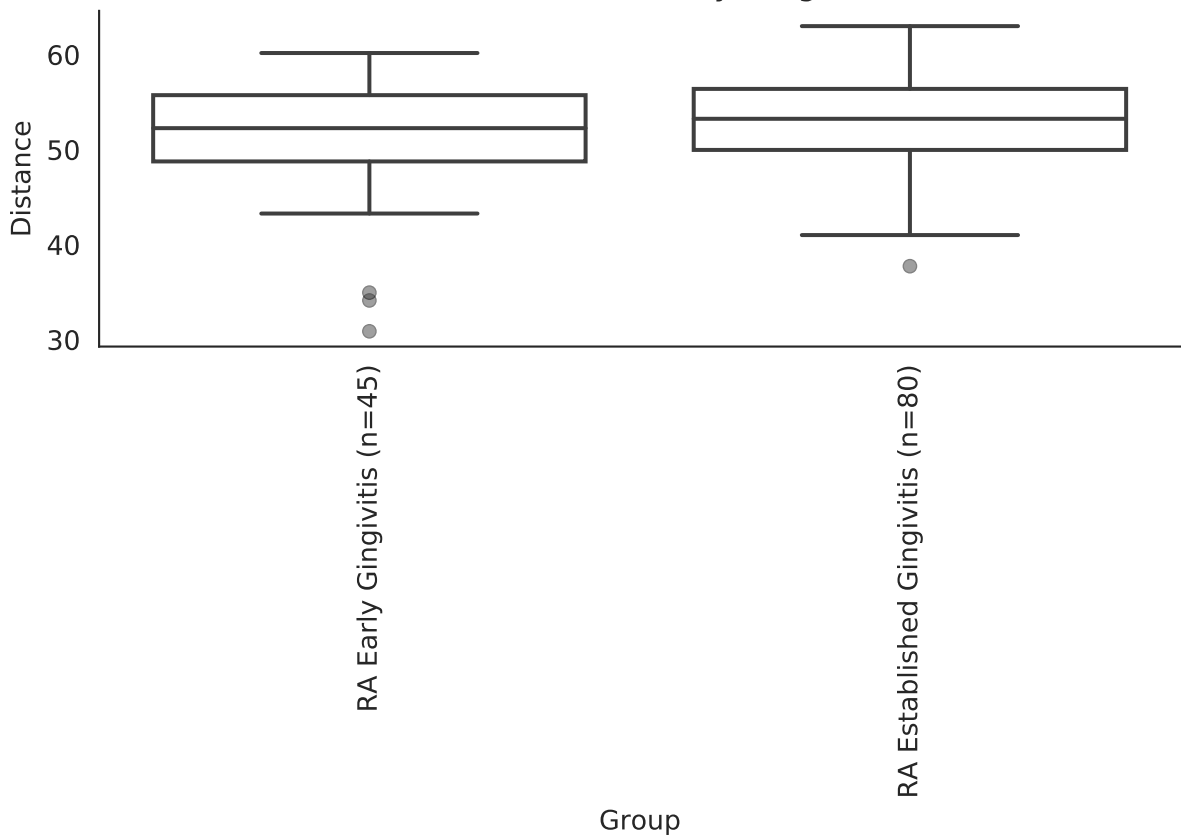 60
50
40
30
Distance
RA Early Gingivitis (n=45)
RA Established Gingivitis (n=80)
Group